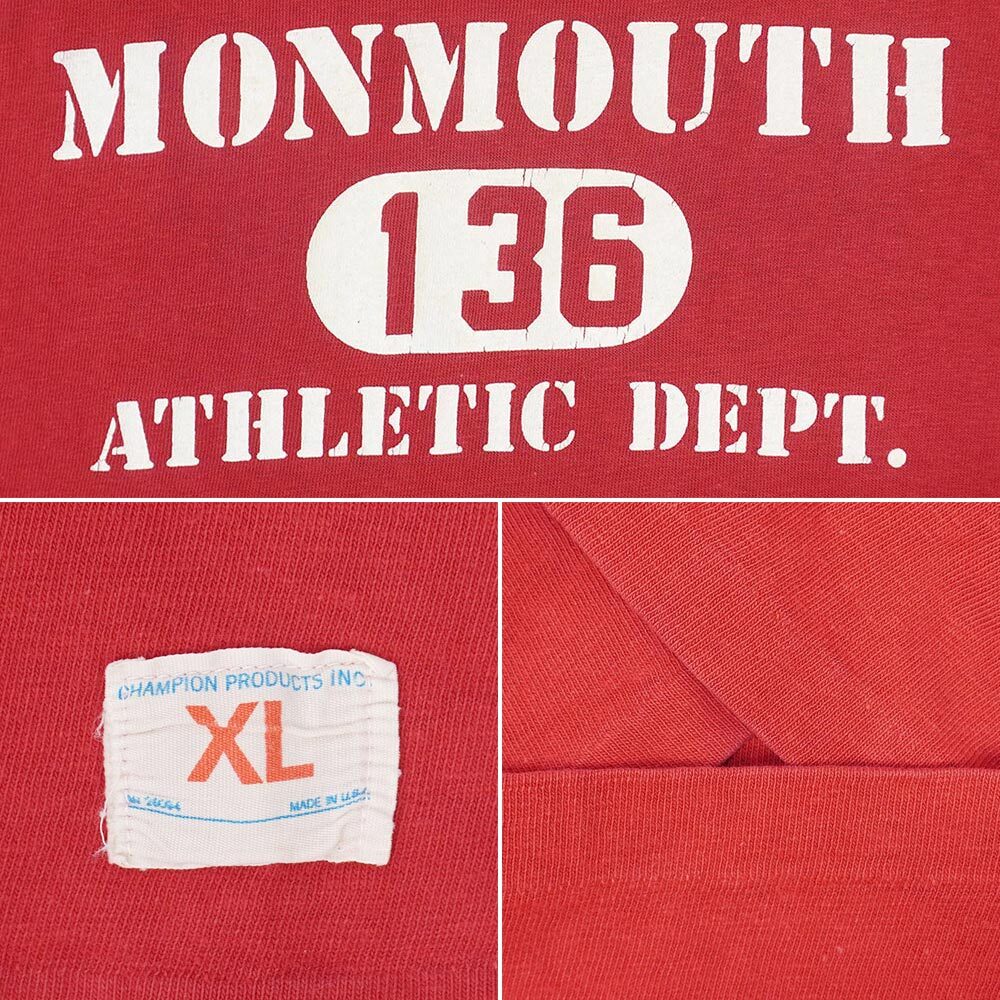 MONMOUTH
136
ATHLETIC DEPT.
CHAMPION PRODUCTS INC.
XL
MADE IN U.S.A.